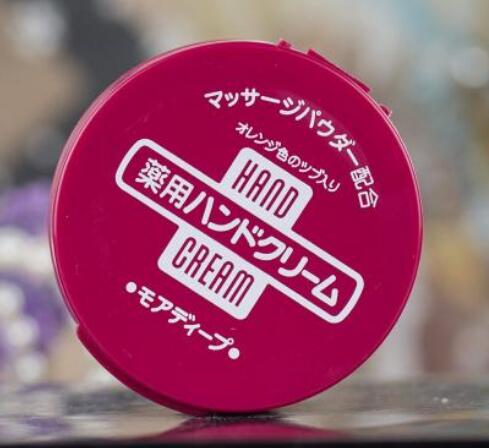 マッサージパウダー配合
オレンジ色のツブ入り
HAND
薬用ハンドクリーム
CREAM
•モアディープ•